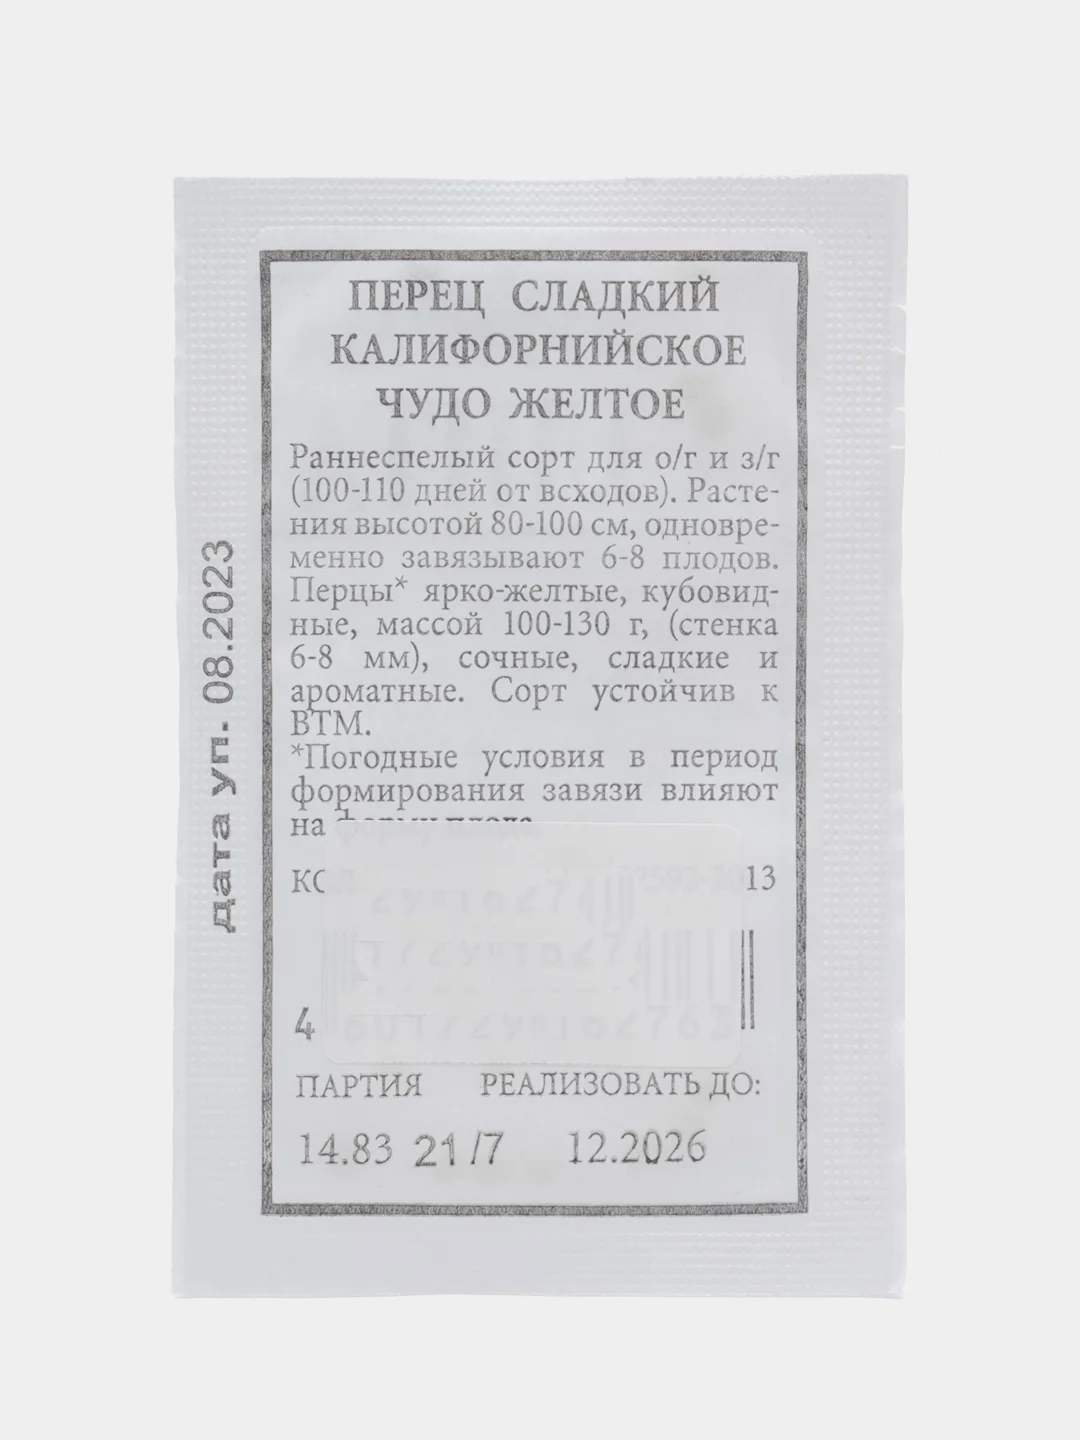 ПЕРЕЦ СЛАДКИЙ
КАЛИФОРНИЙСКОЕ
ЧУДО ЖЕЛТОЕ
Раннеспелый сорт для о/г и з/г
(100-110 дней от всходов). Расте-
ния высотой 80-100 см, одновре-
менно завязывают 6-8 плодов.
Перцы* ярко-желтые, кубовид-
ные, массой 100-130 г, (стенка
6-8 мм), сочные, сладкие и
ароматные. Сорт устойчив к
ВТМ.
*Погодные условия в период
формирования завязи влияют
на форму плода.
13
4
ПАРТИЯ РЕАЛИЗОВАТЬ ДО:
14.83 21/7 12.2026
дата уп. 08.2023